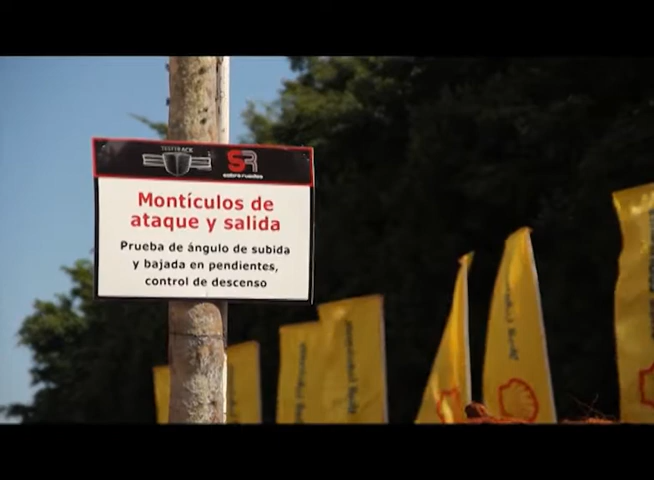 TESTTRACK
SR
sobre ruedas
Montículos de
ataque y salida
Prueba de ángulo de subida
y bajada en pendientes,
control de descenso